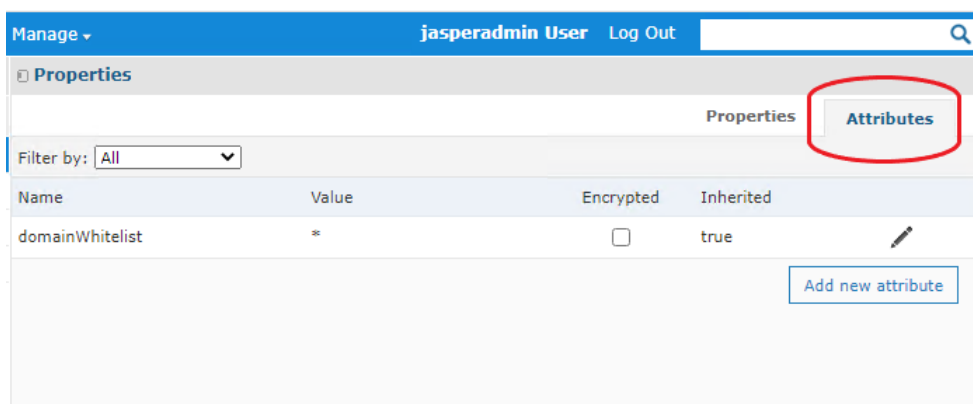 Manage jasperadmin User Log Out
Properties
Properties Attributes
Filter by: All
Name Value Encrypted Inherited
domainWhitelist * true
Add new attribute